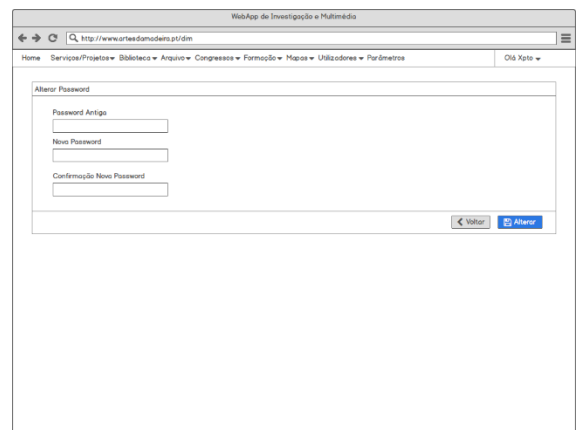 WebApp de Investigação e Multimédia
http://www.artesdamadeira.pt/dim
Home Serviços/Projetos Biblioteca Arquivo Congressos Formação Mapas Utilizadores Parâmetros Olá Xpto
Alterar Password
Password Antiga
Nova Password
Confirmação Nova Password
Voltar Alterar